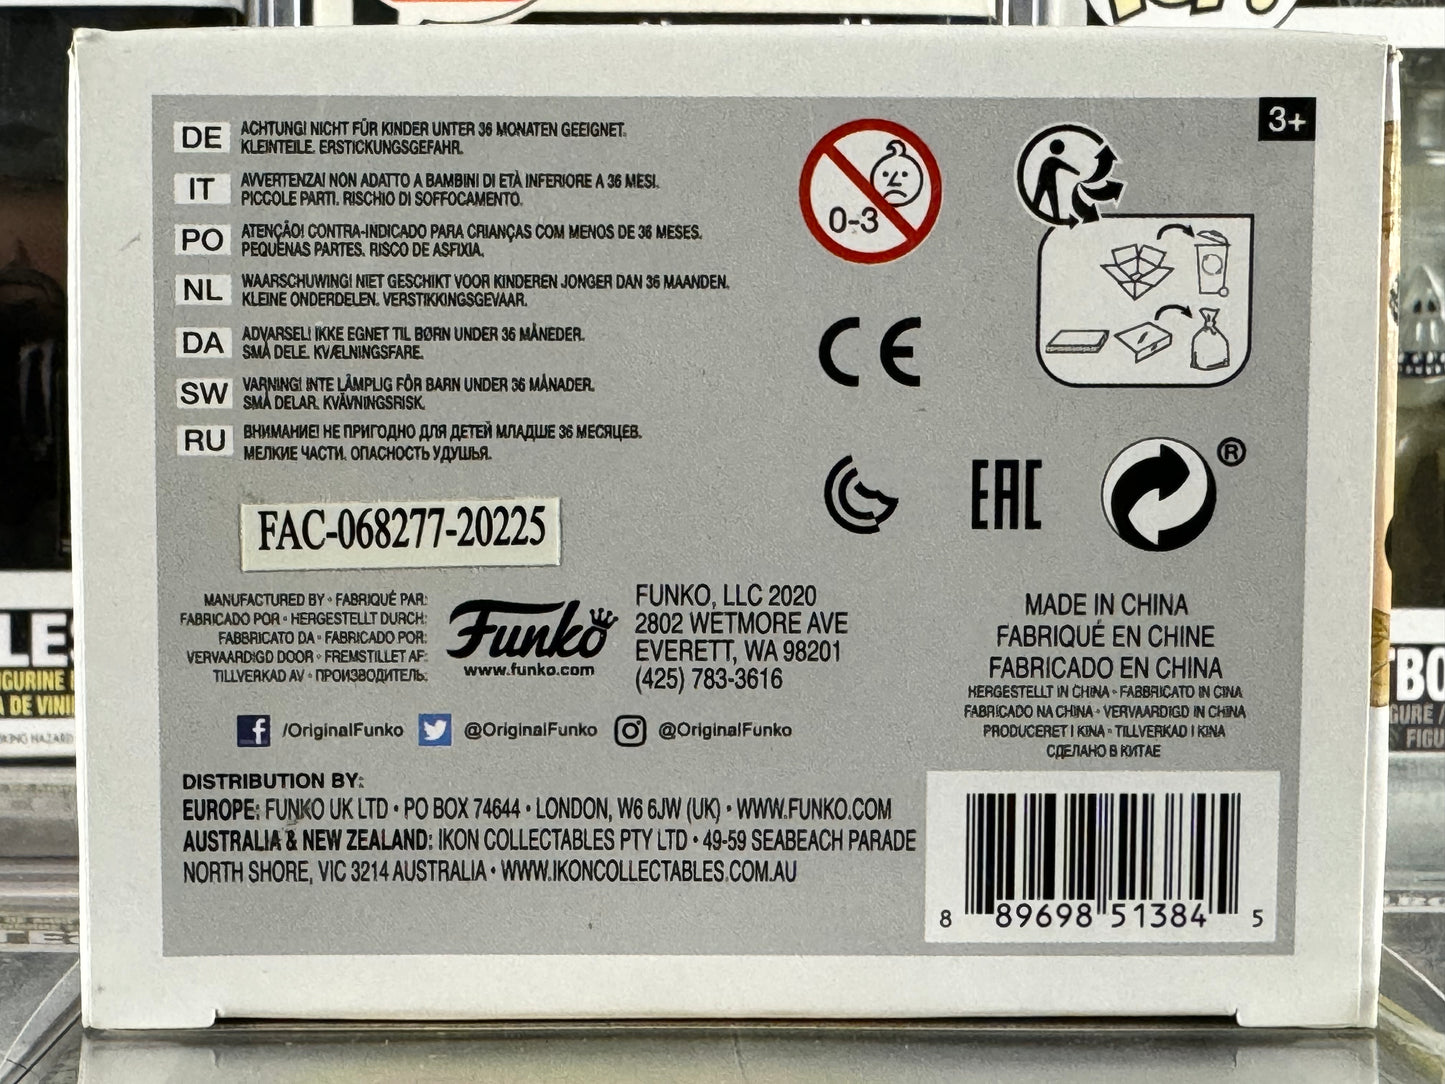 3+
DE ACHTUNG! NICHT FÜR KINDER UNTER 36 MONATEN GEEIGNET.
KLEINTEILE. ERSTICKUNGSGEFAHR.
IT AVVERTENZA! NON ADATTO A BAMBINI DI ETÀ INFERIORE A 36 MESI.
PICCOLE PARTI. RISCHIO DI SOFFOCAMENTO.
PO ATENÇÃO! CONTRA-INDICADO PARA CRIANÇAS COM MENOS DE 36 MESES.
PEQUENAS PARTES. RISCO DE ASFIXIA.
NL WAARSCHUWING! NIET GESCHIKT VOOR KINDEREN JONGER DAN 36 MAANDEN.
KLEINE ONDERDELEN. VERSTIKKINGSGEVAAR.
DA ADVARSEL! IKKE EGNET TIL BØRN UNDER 36 MÅNEDER.
SMÅ DELE. KVÆLNINGSFARE.
SW VARNING! INTE LÄMPLIG FÖR BARN UNDER 36 MÅNADER.
SMÅ DELAR. KVÄVNINGSRISK.
RU ВНИМАНИЕ! НЕ ПРИГОДНО ДЛЯ ДЕТЕЙ МЛАДШЕ 36 МЕСЯЦЕВ.
МЕЛКИЕ ЧАСТИ. ОПАСНОСТЬ УДУШЬЯ.
0-3
CE
EAC
®
FAC-068277-20225
MANUFACTURED BY • FABRIQUÉ PAR:
FABRICADO POR • HERGESTELLT DURCH:
FABBRICATO DA • FABRICADO POR:
VERVAARDIGD DOOR • FREMSTILLET AF:
TILLVERKAD AV • ПРОИЗВОДИТЕЛЬ:
Funko
www.funko.com
FUNKO, LLC 2020
2802 WETMORE AVE
EVERETT, WA 98201
(425) 783-3616
MADE IN CHINA
FABRIQUÉ EN CHINE
FABRICADO EN CHINA
HERGESTELLT IN CHINA • FABBRICATO IN CINA
FABRICADO NA CHINA • VERVAARDIGD IN CHINA
PRODUCERET I KINA • TILLVERKAD I KINA
СДЕЛАНО В КИТАЕ
f /OriginalFunko @OriginalFunko @OriginalFunko
DISTRIBUTION BY:
EUROPE: FUNKO UK LTD • PO BOX 74644 • LONDON, W6 6JW (UK) • WWW.FUNKO.COM
AUSTRALIA & NEW ZEALAND: IKON COLLECTABLES PTY LTD • 49-59 SEABEACH PARADE
NORTH SHORE, VIC 3214 AUSTRALIA • WWW.IKONCOLLECTABLES.COM.AU
8 89698 51384 5